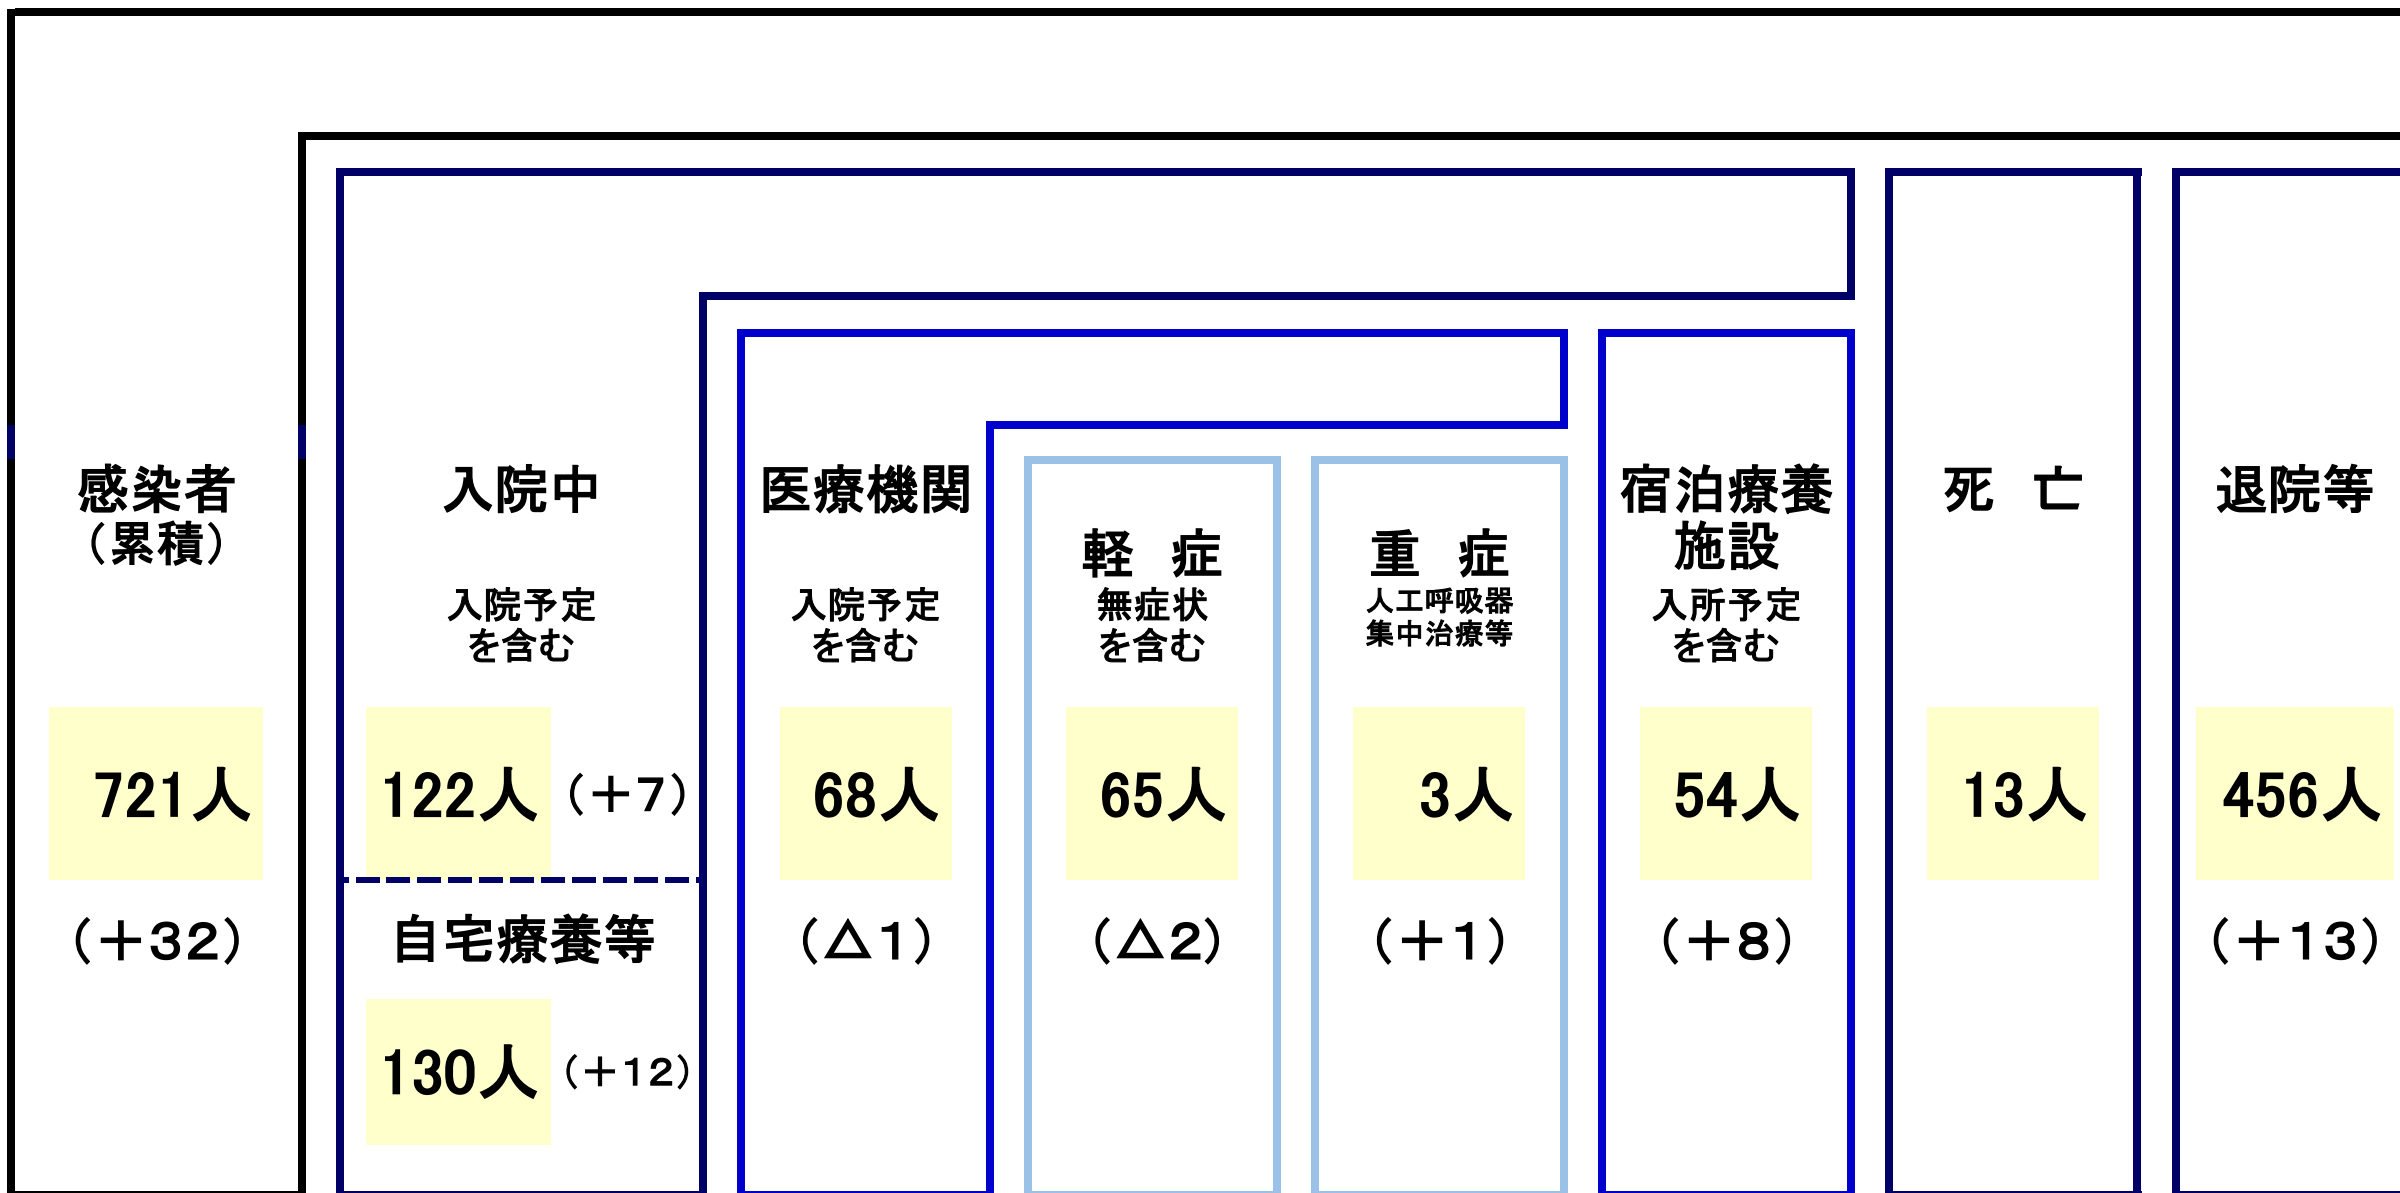 感染者
（累積）
721人
（＋32）
入院中
入院予定
を含む
122人（＋7）
自宅療養等
130人（＋12）
医療機関
入院予定
を含む
68人
（△1）
軽　症
無症状
を含む
65人
（△2）
重　症
人工呼吸器
集中治療等
3人
（＋1）
宿泊療養
施設
入所予定
を含む
54人
（＋8）
死　亡
13人
退院等
456人
（＋13）